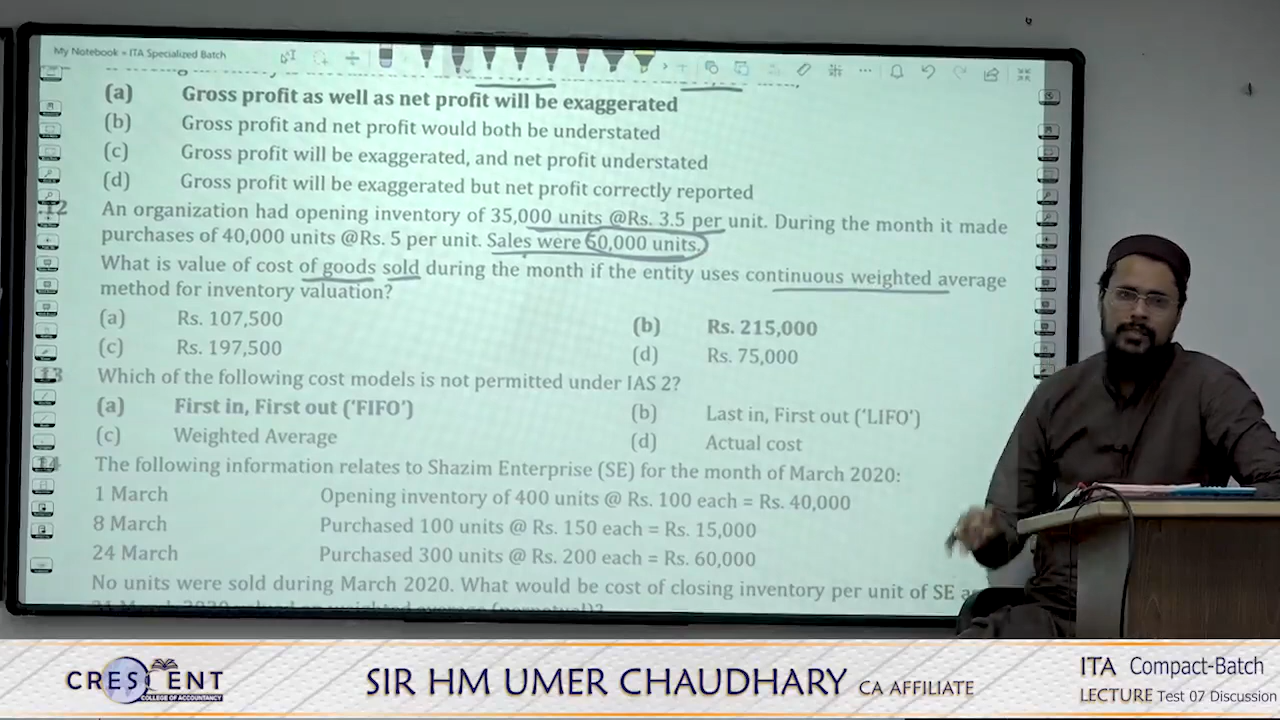 My Notebook » ITA Specialized Batch
(a) Gross profit as well as net profit will be exaggerated
(b) Gross profit and net profit would both be understated
(c) Gross profit will be exaggerated, and net profit understated
(d) Gross profit will be exaggerated but net profit correctly reported
.12 An organization had opening inventory of 35,000 units @Rs. 3.5 per unit. During the month it made
purchases of 40,000 units @Rs. 5 per unit. Sales were 50,000 units.
What is value of cost of goods sold during the month if the entity uses continuous weighted average
method for inventory valuation?
(a) Rs. 107,500 (b) Rs. 215,000
(c) Rs. 197,500 (d) Rs. 75,000
13 Which of the following cost models is not permitted under IAS 2?
(a) First in, First out (‘FIFO’) (b) Last in, First out (‘LIFO’)
(c) Weighted Average (d) Actual cost
14 The following information relates to Shazim Enterprise (SE) for the month of March 2020:
1 March Opening inventory of 400 units @ Rs. 100 each = Rs. 40,000
8 March Purchased 100 units @ Rs. 150 each = Rs. 15,000
24 March Purchased 300 units @ Rs. 200 each = Rs. 60,000
No units were sold during March 2020. What would be cost of closing inventory per unit of SE
CRESCENT
COLLEGE OF ACCOUNTANCY
SIR HM UMER CHAUDHARY CA AFFILIATE
ITA Compact-Batch
LECTURE Test 07 Discussion